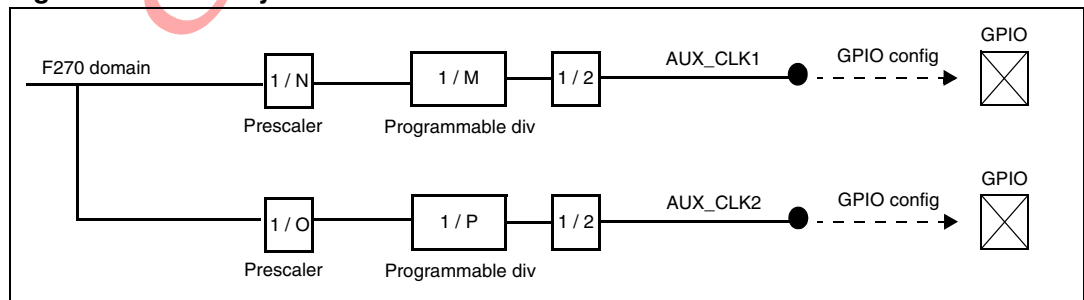 F270 domain
1 / N
Prescaler
1 / M
Programmable div
1 / 2
AUX_CLK1
GPIO config
GPIO
1 / O
Prescaler
1 / P
Programmable div
1 / 2
AUX_CLK2
GPIO config
GPIO